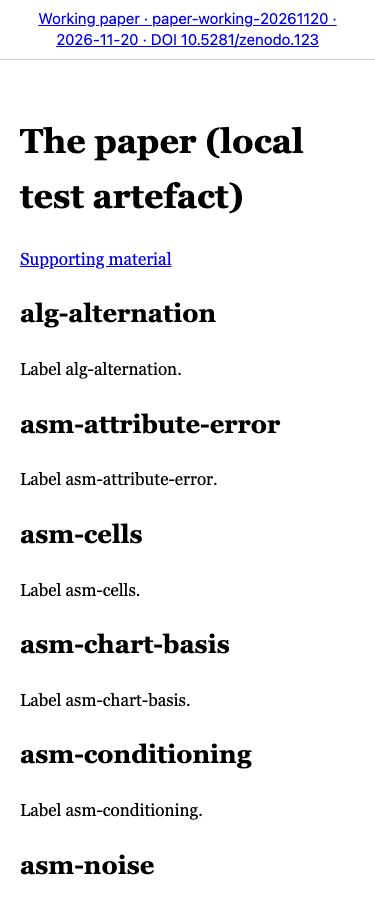 Working paper · paper-working-20261120 ·
2026-11-20 · DOI 10.5281/zenodo.123
The paper (local
test artefact)
Supporting material
alg-alternation
Label alg-alternation.
asm-attribute-error
Label asm-attribute-error.
asm-cells
Label asm-cells.
asm-chart-basis
Label asm-chart-basis.
asm-conditioning
Label asm-conditioning.
asm-noise